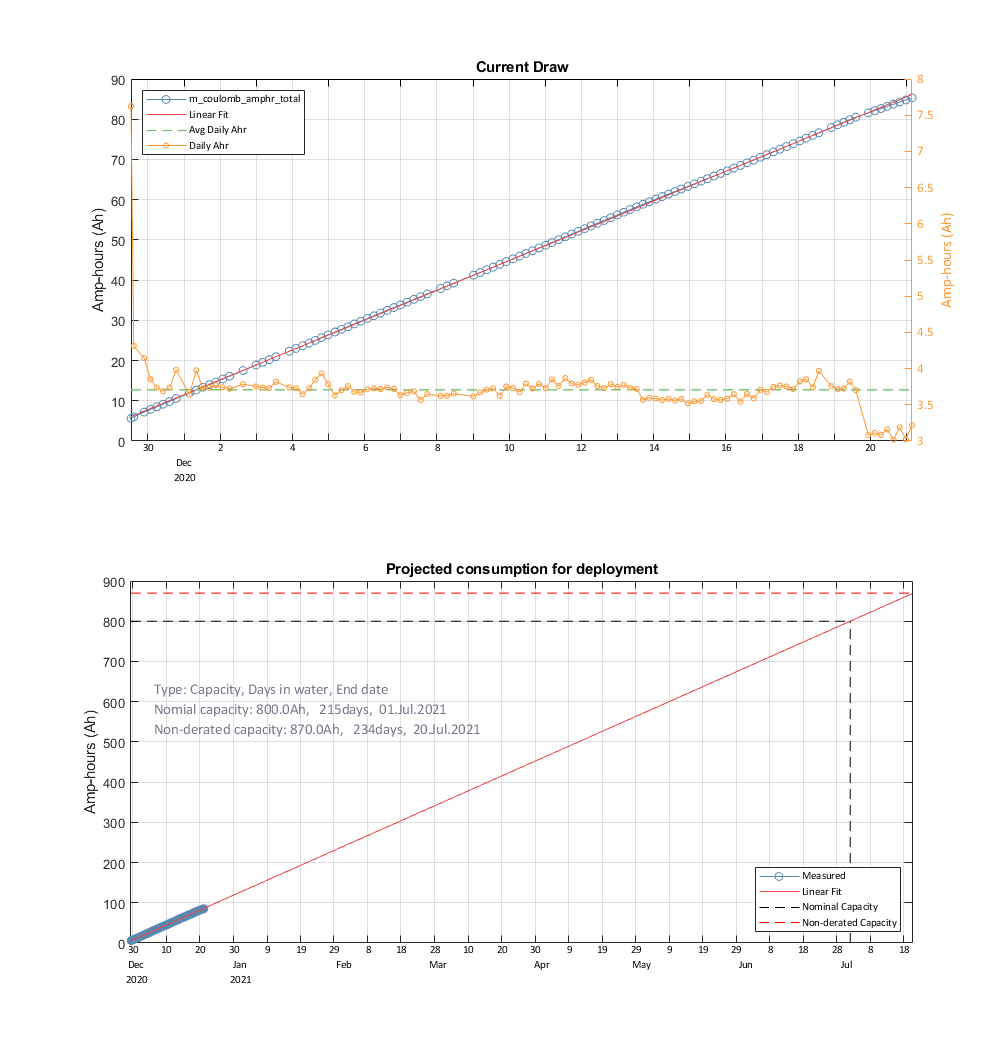 Current Draw
90
80
70
60
50
40
30
20
10
0
Amp-hours (Ah)
m_coulomb_amphr_total
Linear Fit
Avg Daily Ahr
Daily Ahr
8
7.5
7
6.5
6
5.5
5
4.5
4
3.5
3
Amp-hours (Ah)
30 2 4 6 8 10 12 14 16 18 20
Dec
2020
Projected consumption for deployment
900
800
700
600
500
400
300
200
100
0
Amp-hours (Ah)
Type: Capacity, Days in water, End date
Nomial capacity: 800.0Ah, 215days, 01.Jul.2021
Non-derated capacity: 870.0Ah, 234days, 20.Jul.2021
Measured
Linear Fit
Nominal Capacity
Non-derated Capacity
30 10 20 30 9 19 29 8 18 28 10 20 30 9 19 29 9 19 29 8 18 28 8 18
Dec Jan Feb Mar Apr May Jun Jul
2020 2021